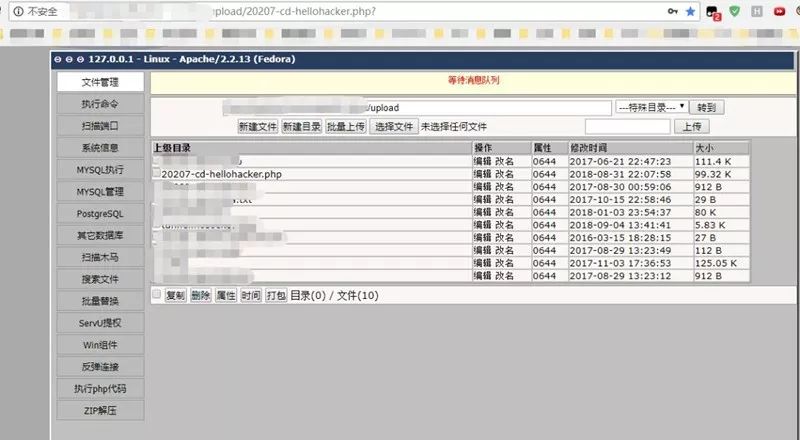 不安全 upload/20207-cd-hellohacker.php?
2
127.0.0.1 - Linux - Apache/2.2.13 (Fedora)
文件管理
等待消息队列
执行命令
/upload
---特殊目录---
转到
扫描端口
新建文件 新建目录 批量上传 选择文件 未选择任何文件 上传
系统信息
上级目录 操作 属性 修改时间 大小
MYSQL执行
编辑 改名 0644 2017-06-21 22:47:23 111.4 K
20207-cd-hellohacker.php 编辑 改名 0644 2018-08-31 22:07:58 99.32 K
MYSQL管理
编辑 改名 0644 2017-08-30 00:59:06 912 B
.txt 编辑 改名 0644 2017-10-15 22:58:46 29 B
PostgreSQL
编辑 改名 0644 2018-01-03 23:54:37 80 K
编辑 改名 0644 2018-09-04 13:41:41 5.83 K
其它数据库
编辑 改名 0644 2016-03-15 18:28:15 27 B
编辑 改名 0644 2017-08-29 13:23:49 112 B
扫描木马
编辑 改名 0644 2017-11-03 17:36:53 125.05 K
编辑 改名 0644 2017-08-29 13:23:12 912 B
搜索文件
复制 删除 属性 时间 打包 目录(0) / 文件(10)
批量替换
ServU提权
Win组件
反弹连接
执行php代码
ZIP解压